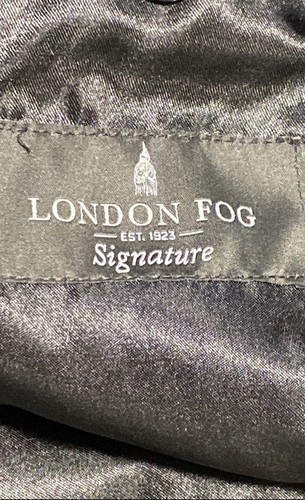 LONDON FOG
EST. 1923
Signature